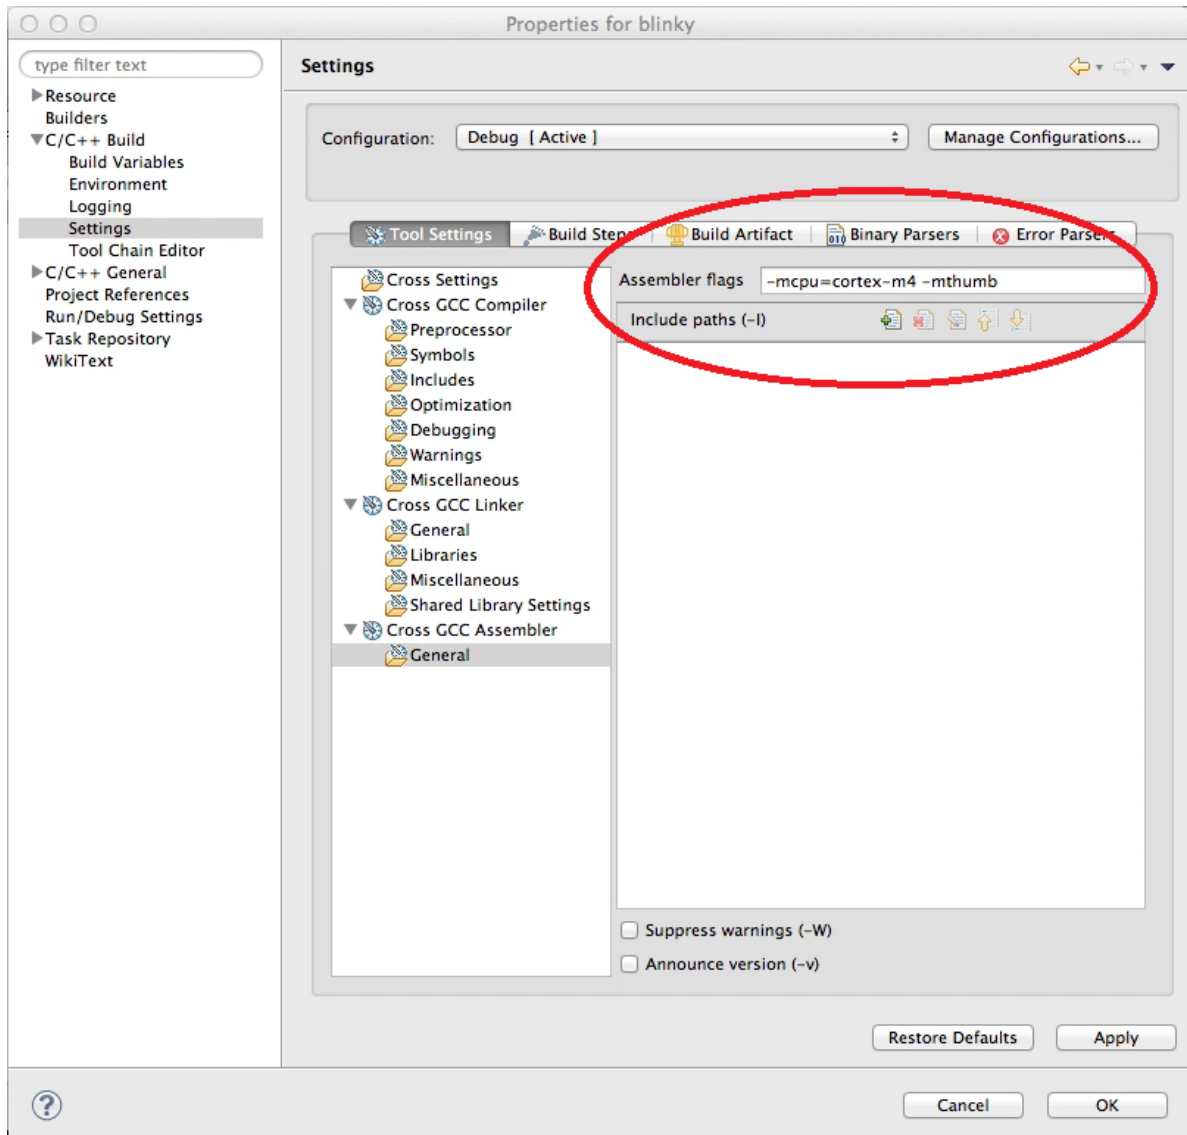 Properties for blinky
type filter text
Settings
Resource
Builders
C/C++ Build
Build Variables
Environment
Logging
Settings
Tool Chain Editor
C/C++ General
Project References
Run/Debug Settings
Task Repository
WikiText
Configuration:
Debug [ Active ]
Manage Configurations...
Tool Settings
Build Steps
Build Artifact
Binary Parsers
Error Parsers
Cross Settings
Cross GCC Compiler
Preprocessor
Symbols
Includes
Optimization
Debugging
Warnings
Miscellaneous
Cross GCC Linker
General
Libraries
Miscellaneous
Shared Library Settings
Cross GCC Assembler
General
Assembler flags
-mcpu=cortex-m4 -mthumb
Include paths (-I)
Suppress warnings (-W)
Announce version (-v)
Restore Defaults
Apply
Cancel
OK